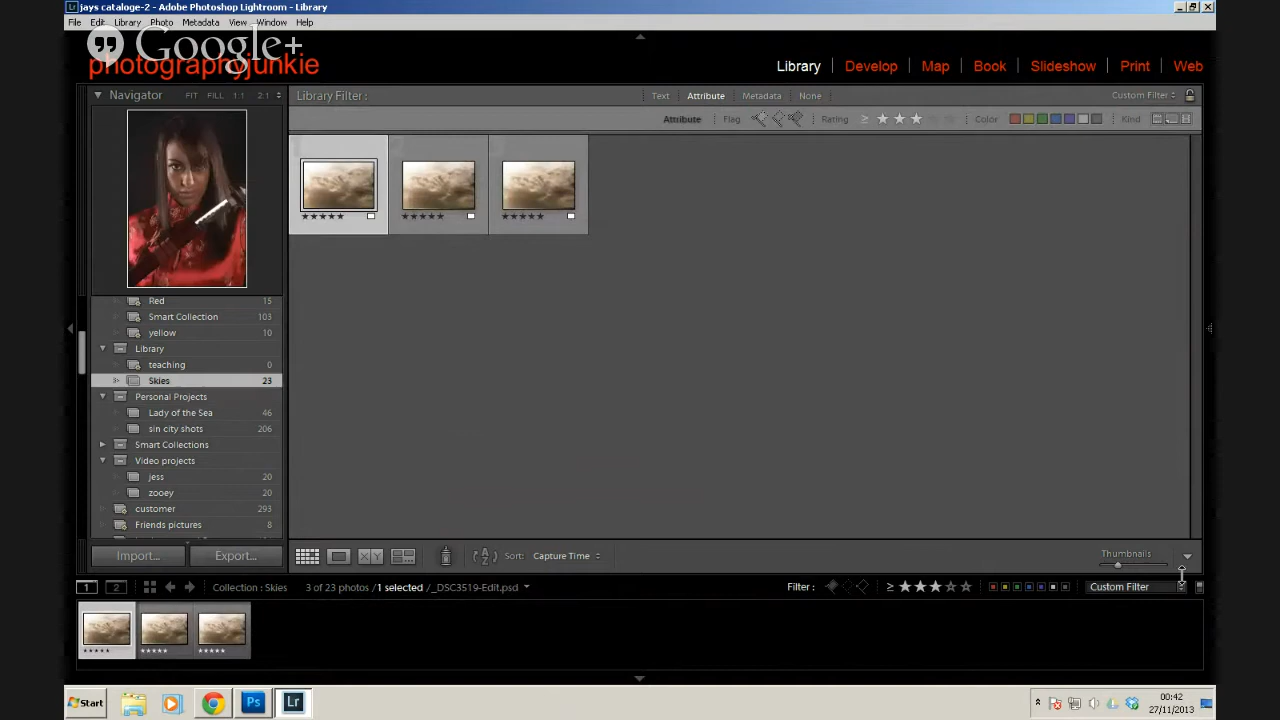 jays cataloge-2 - Adobe Photoshop Lightroom - Library
File Edit Library Photo Metadata View Window Help
Google+
photographyjunkie
Library Develop Map Book Slideshow Print Web
Navigator FIT FILL 1:1 2:1
Library Filter : Text Attribute Metadata None Custom Filter
Attribute Flag Rating ≥ ★ ★ ★ Color Kind
★★★★★ ★★★★★ ★★★★★
Red 15
Smart Collection 103
yellow 10
Library
teaching 0
Skies 23
Personal Projects
Lady of the Sea 46
sin city shots 206
Smart Collections
Video projects
jess 20
zooey 20
customer 293
Friends pictures 8
Import... Export... XY Sort: Capture Time Thumbnails
1 2 Collection : Skies 3 of 23 photos / 1 selected / _DSC3519-Edit.psd Filter : ≥ ★★★☆☆ Custom Filter
★★★★★ ★★★★★ ★★★★★
Start Ps Lr 00:42
27/11/2013